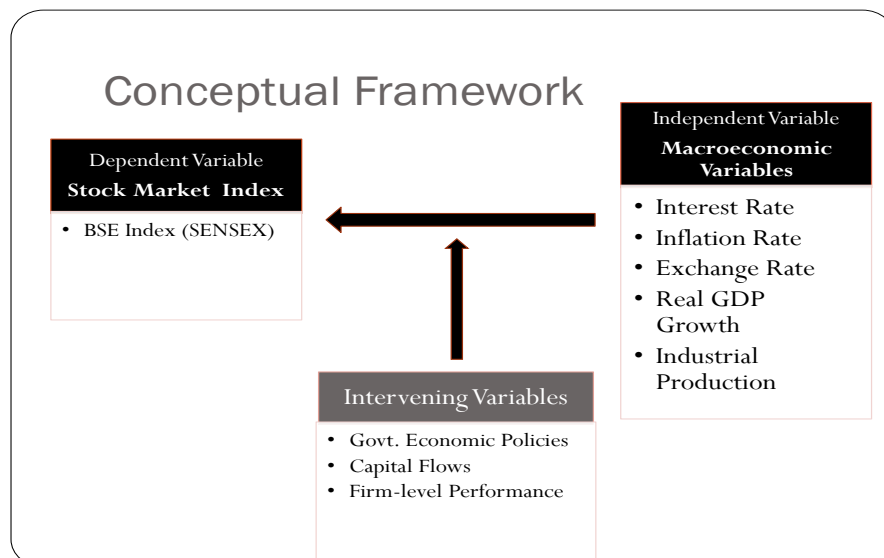 Conceptual Framework
Dependent Variable
Stock Market Index
• BSE Index (SENSEX)
Independent Variable
Macroeconomic
Variables
• Interest Rate
• Inflation Rate
• Exchange Rate
• Real GDP
Growth
• Industrial
Production
Intervening Variables
• Govt. Economic Policies
• Capital Flows
• Firm-level Performance